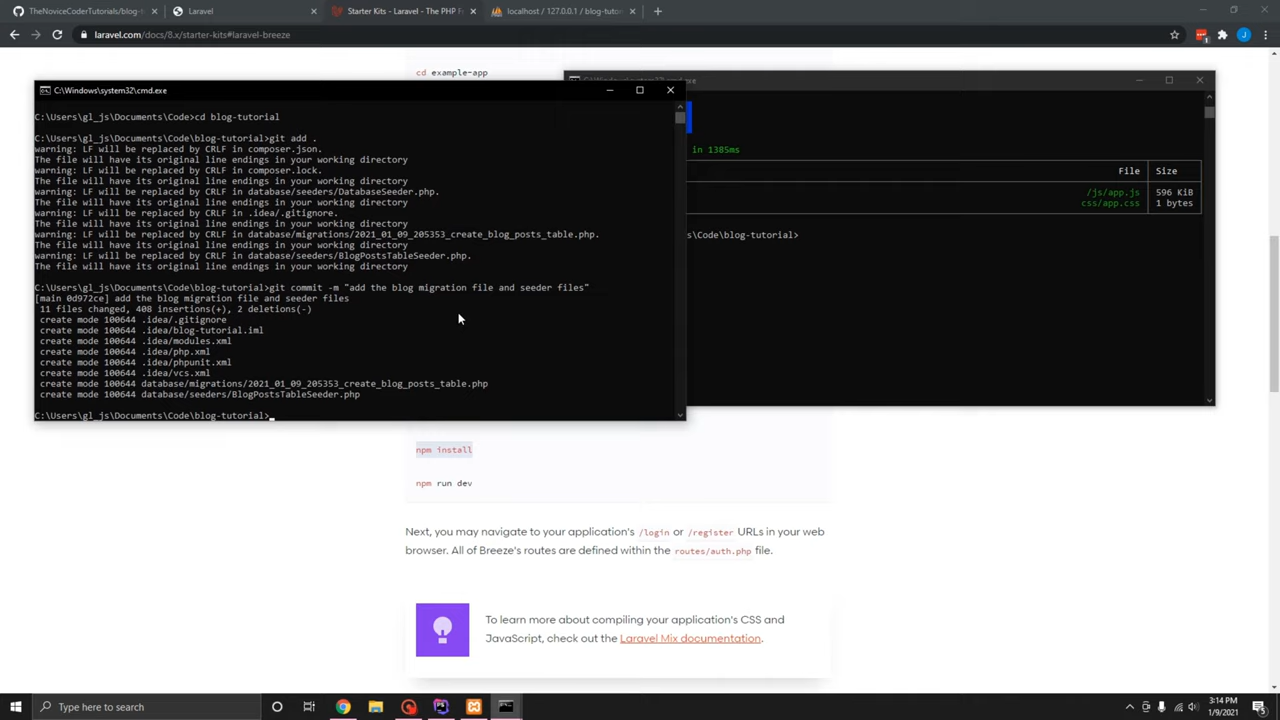 TheNoviceCoderTutorials/blog-t
Laravel
Starter Kits - Laravel - The PHP F
localhost / 127.0.0.1 / blog-tutor
laravel.com/docs/8.x/starter-kits#laravel-breeze
J
cd example-app
C:\Windows\system32\cmd.exe
C:\Users\gl_js\Documents\Code>cd blog-tutorial
C:\Users\gl_js\Documents\Code\blog-tutorial>git add .
warning: LF will be replaced by CRLF in composer.json.
The file will have its original line endings in your working directory
warning: LF will be replaced by CRLF in composer.lock.
The file will have its original line endings in your working directory
warning: LF will be replaced by CRLF in database/seeders/DatabaseSeeder.php.
The file will have its original line endings in your working directory
warning: LF will be replaced by CRLF in .idea/.gitignore.
The file will have its original line endings in your working directory
warning: LF will be replaced by CRLF in database/migrations/2021_01_09_205353_create_blog_posts_table.php.
The file will have its original line endings in your working directory
warning: LF will be replaced by CRLF in database/seeders/BlogPostsTableSeeder.php.
The file will have its original line endings in your working directory
C:\Users\gl_js\Documents\Code\blog-tutorial>git commit -m "add the blog migration file and seeder files"
[main 0d972ce] add the blog migration file and seeder files
11 files changed, 408 insertions(+), 2 deletions(-)
create mode 100644 .idea/.gitignore
create mode 100644 .idea/blog-tutorial.iml
create mode 100644 .idea/modules.xml
create mode 100644 .idea/php.xml
create mode 100644 .idea/phpunit.xml
create mode 100644 .idea/vcs.xml
create mode 100644 database/migrations/2021_01_09_205353_create_blog_posts_table.php
create mode 100644 database/seeders/BlogPostsTableSeeder.php
C:\Users\gl_js\Documents\Code\blog-tutorial>
in 1385ms
File Size
/js/app.js 596 KiB
css/app.css 1 bytes
s\Code\blog-tutorial>
npm install
npm run dev
Next, you may navigate to your application's /login or /register URLs in your web
browser. All of Breeze's routes are defined within the routes/auth.php file.
To learn more about compiling your application's CSS and
JavaScript, check out the Laravel Mix documentation.
Type here to search
3:14 PM
1/9/2021